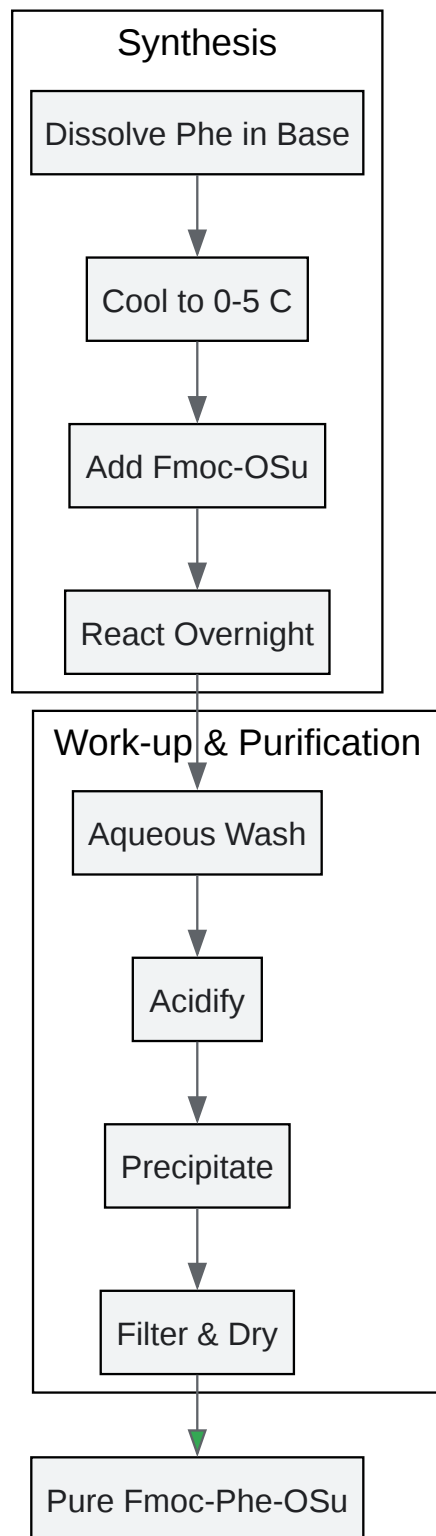 Synthesis
Dissolve Phe in Base
Cool to 0-5 C
Add Fmoc-OSu
React Overnight
Work-up & Purification
Aqueous Wash
Acidify
Precipitate
Filter & Dry
Pure Fmoc-Phe-OSu